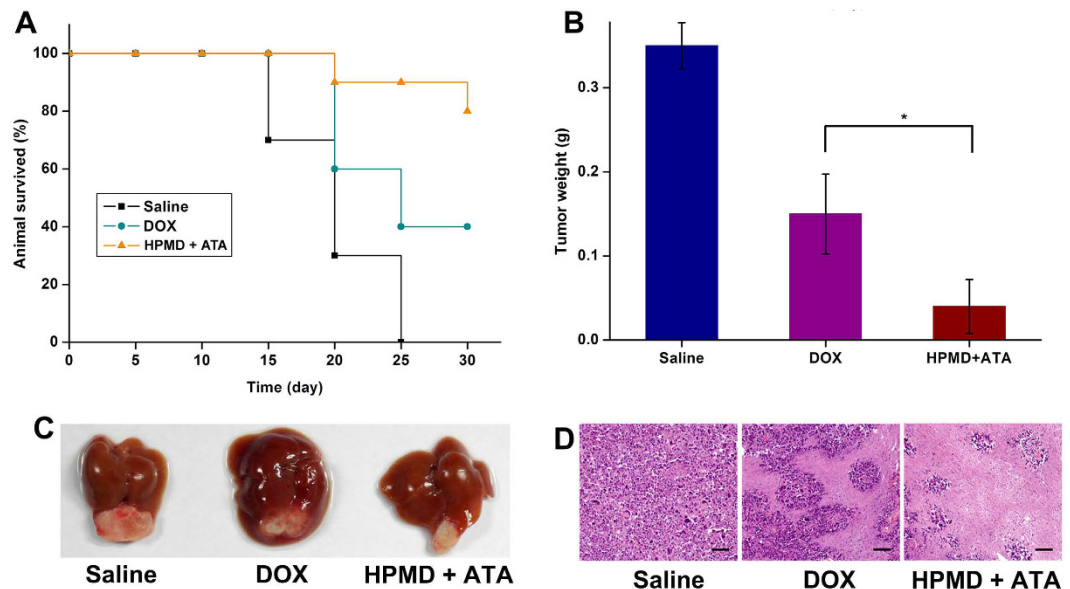 A
Animal survived (%)
100
80
60
40
20
0
Saline
DOX
HPMD + ATA
0 5 10 15 20 25 30
Time (day)
B
Tumor weight (g)
0.3
0.2
0.1
0.0
*
Saline DOX HPMD+ATA
C
Saline DOX HPMD + ATA
D
Saline DOX HPMD + ATA